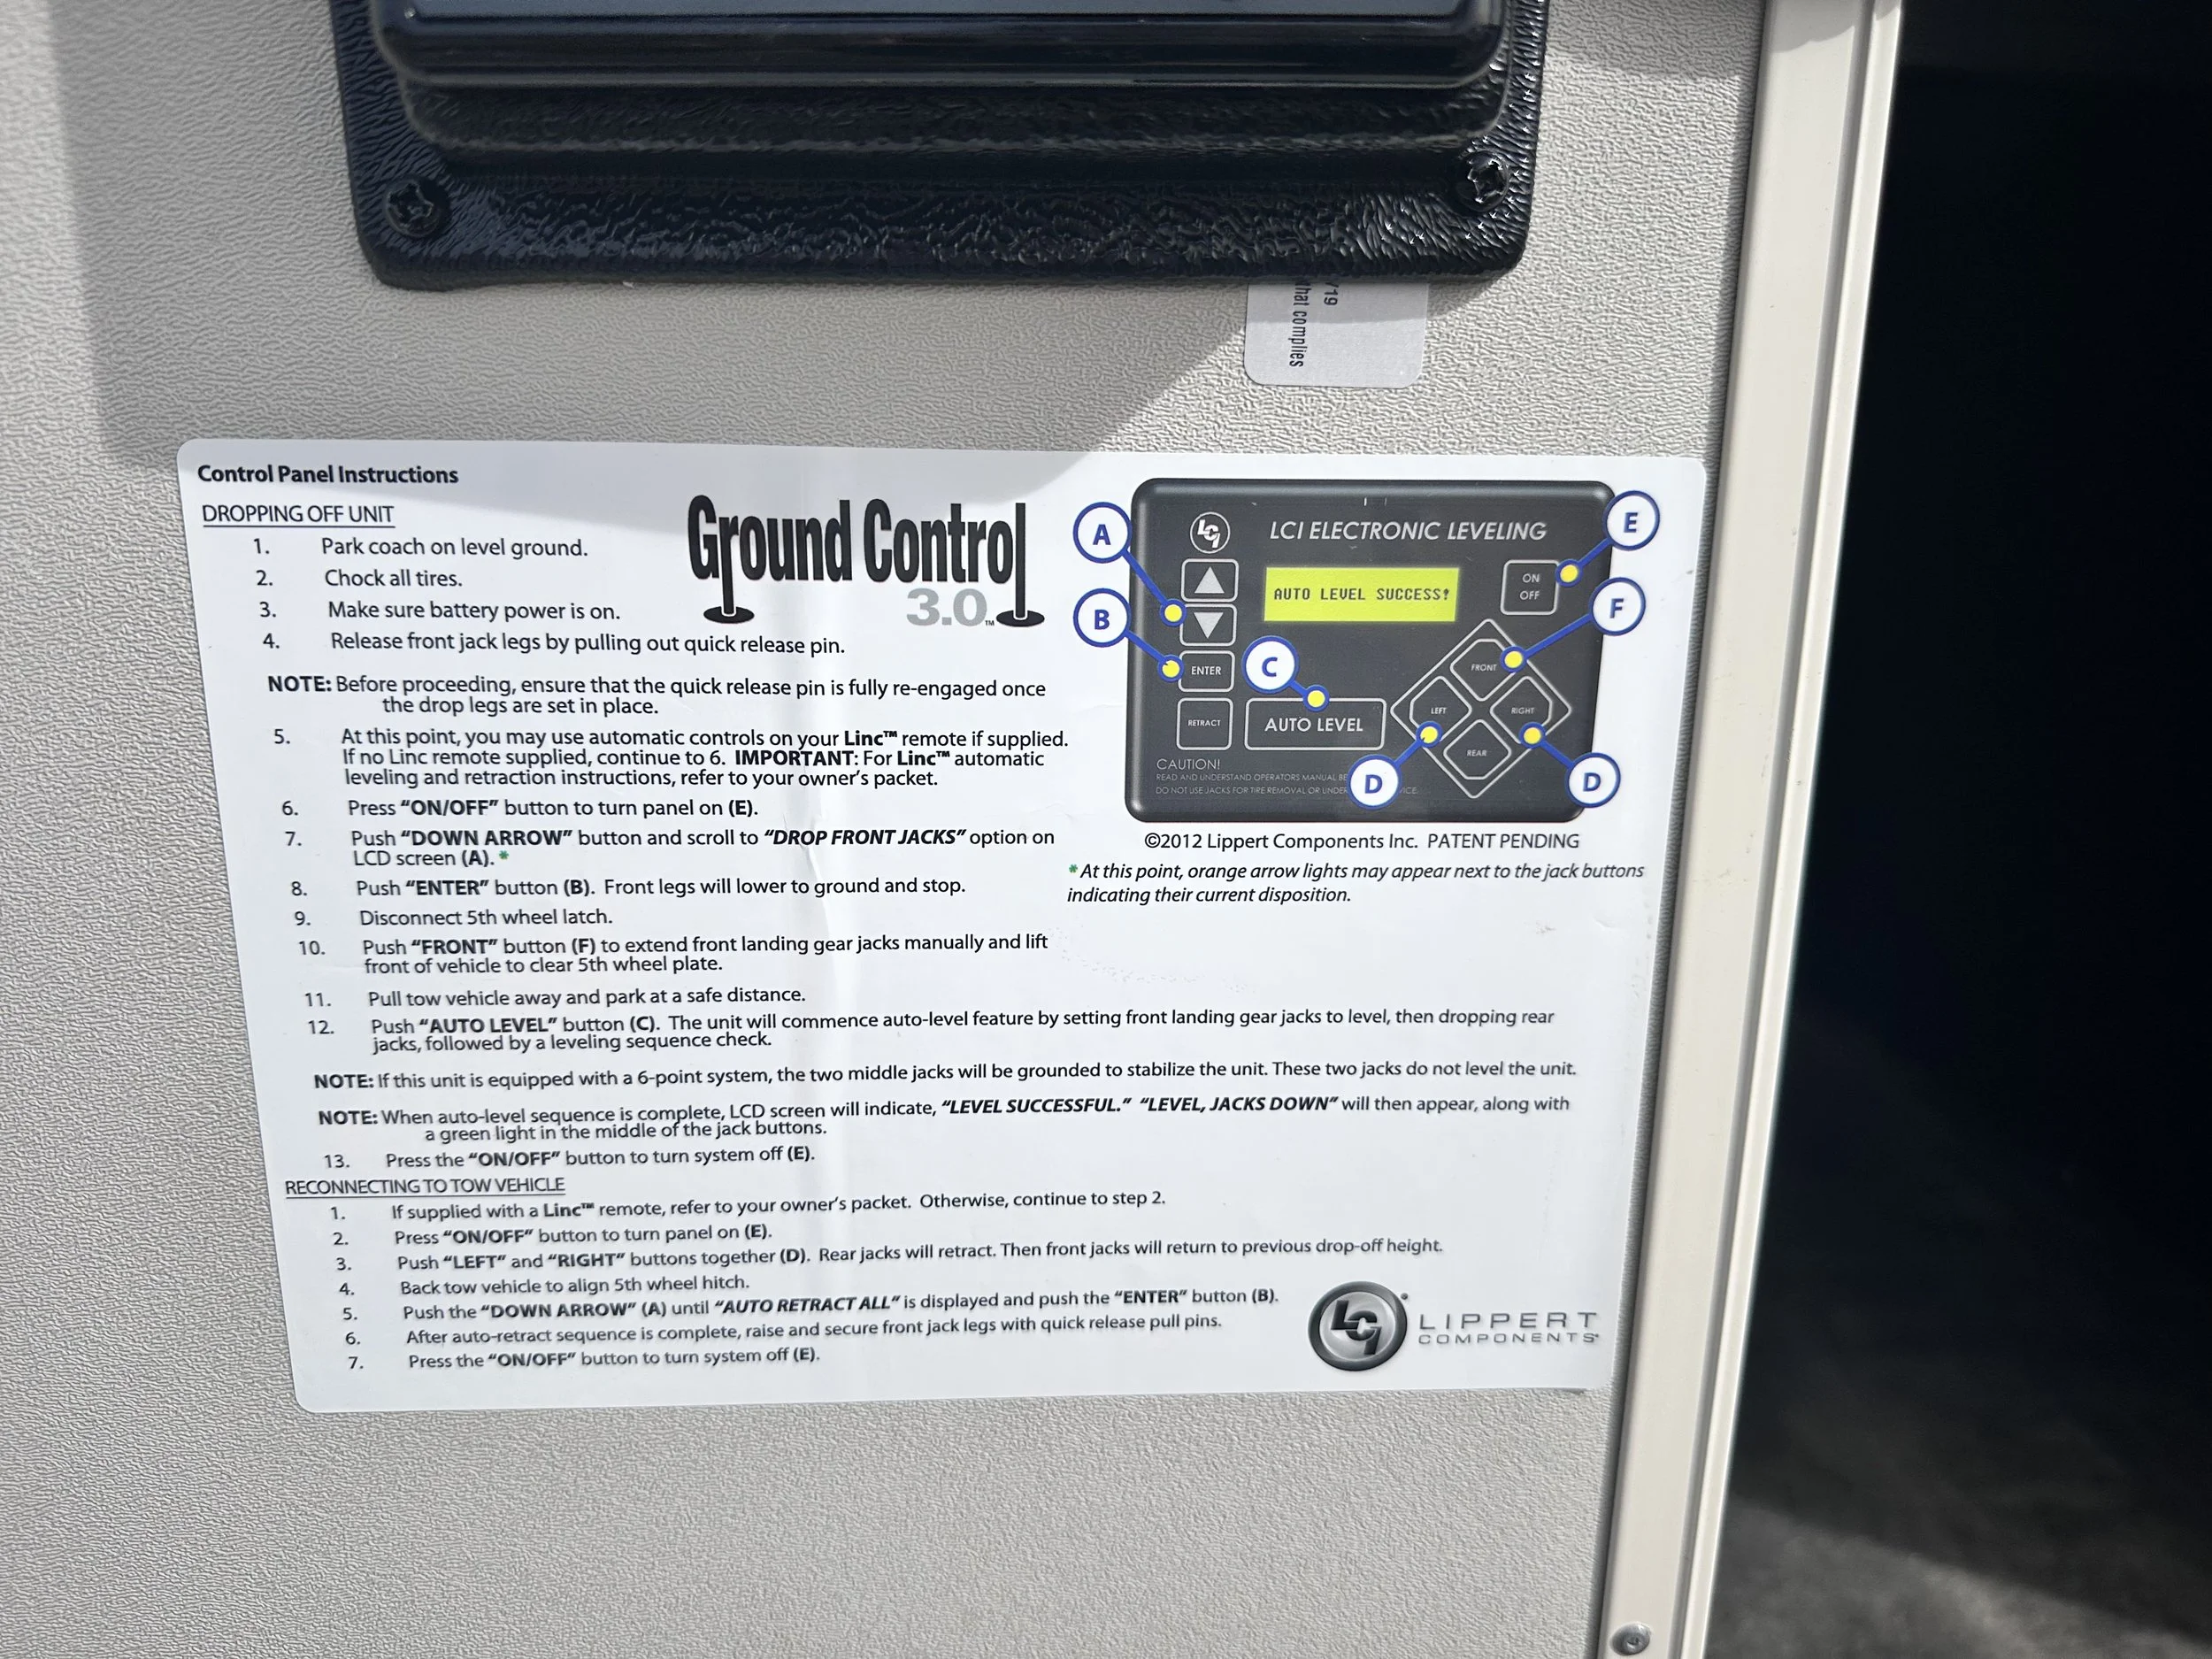 /19
that complies
Control Panel Instructions
DROPPING OFF UNIT
1. Park coach on level ground.
2. Chock all tires.
3. Make sure battery power is on.
4. Release front jack legs by pulling out quick release pin.
Ground Control
3.0™
NOTE: Before proceeding, ensure that the quick release pin is fully re-engaged once
the drop legs are set in place.
5. At this point, you may use automatic controls on your Linc™ remote if supplied.
If no Linc remote supplied, continue to 6. IMPORTANT: For Linc™ automatic
leveling and retraction instructions, refer to your owner's packet.
6. Press "ON/OFF" button to turn panel on (E).
7. Push "DOWN ARROW" button and scroll to "DROP FRONT JACKS" option on
LCD screen (A). *
8. Push "ENTER" button (B). Front legs will lower to ground and stop.
9. Disconnect 5th wheel latch.
10. Push "FRONT" button (F) to extend front landing gear jacks manually and lift
front of vehicle to clear 5th wheel plate.
11. Pull tow vehicle away and park at a safe distance.
12. Push "AUTO LEVEL" button (C). The unit will commence auto-level feature by setting front landing gear jacks to level, then dropping rear
jacks, followed by a leveling sequence check.
NOTE: If this unit is equipped with a 6-point system, the two middle jacks will be grounded to stabilize the unit. These two jacks do not level the unit.
NOTE: When auto-level sequence is complete, LCD screen will indicate, "LEVEL SUCCESSFUL." "LEVEL, JACKS DOWN" will then appear, along with
a green light in the middle of the jack buttons.
13. Press the "ON/OFF" button to turn system off (E).
RECONNECTING TO TOW VEHICLE
1. If supplied with a Linc™ remote, refer to your owner's packet. Otherwise, continue to step 2.
2. Press "ON/OFF" button to turn panel on (E).
3. Push "LEFT" and "RIGHT" buttons together (D). Rear jacks will retract. Then front jacks will return to previous drop-off height.
4. Back tow vehicle to align 5th wheel hitch.
5. Push the "DOWN ARROW" (A) until "AUTO RETRACT ALL" is displayed and push the "ENTER" button (B).
6. After auto-retract sequence is complete, raise and secure front jack legs with quick release pull pins.
7. Press the "ON/OFF" button to turn system off (E).
A
B
C
D
D
E
F
LCI
LCI ELECTRONIC LEVELING
AUTO LEVEL SUCCESS!
ON
OFF
ENTER
RETRACT
AUTO LEVEL
FRONT
LEFT
RIGHT
REAR
CAUTION!
READ AND UNDERSTAND OPERATORS MANUAL
DO NOT USE JACKS FOR TIRE REMOVAL OR
©2012 Lippert Components Inc. PATENT PENDING
*At this point, orange arrow lights may appear next to the jack buttons
indicating their current disposition.
LCI
LIPPERT
COMPONENTS